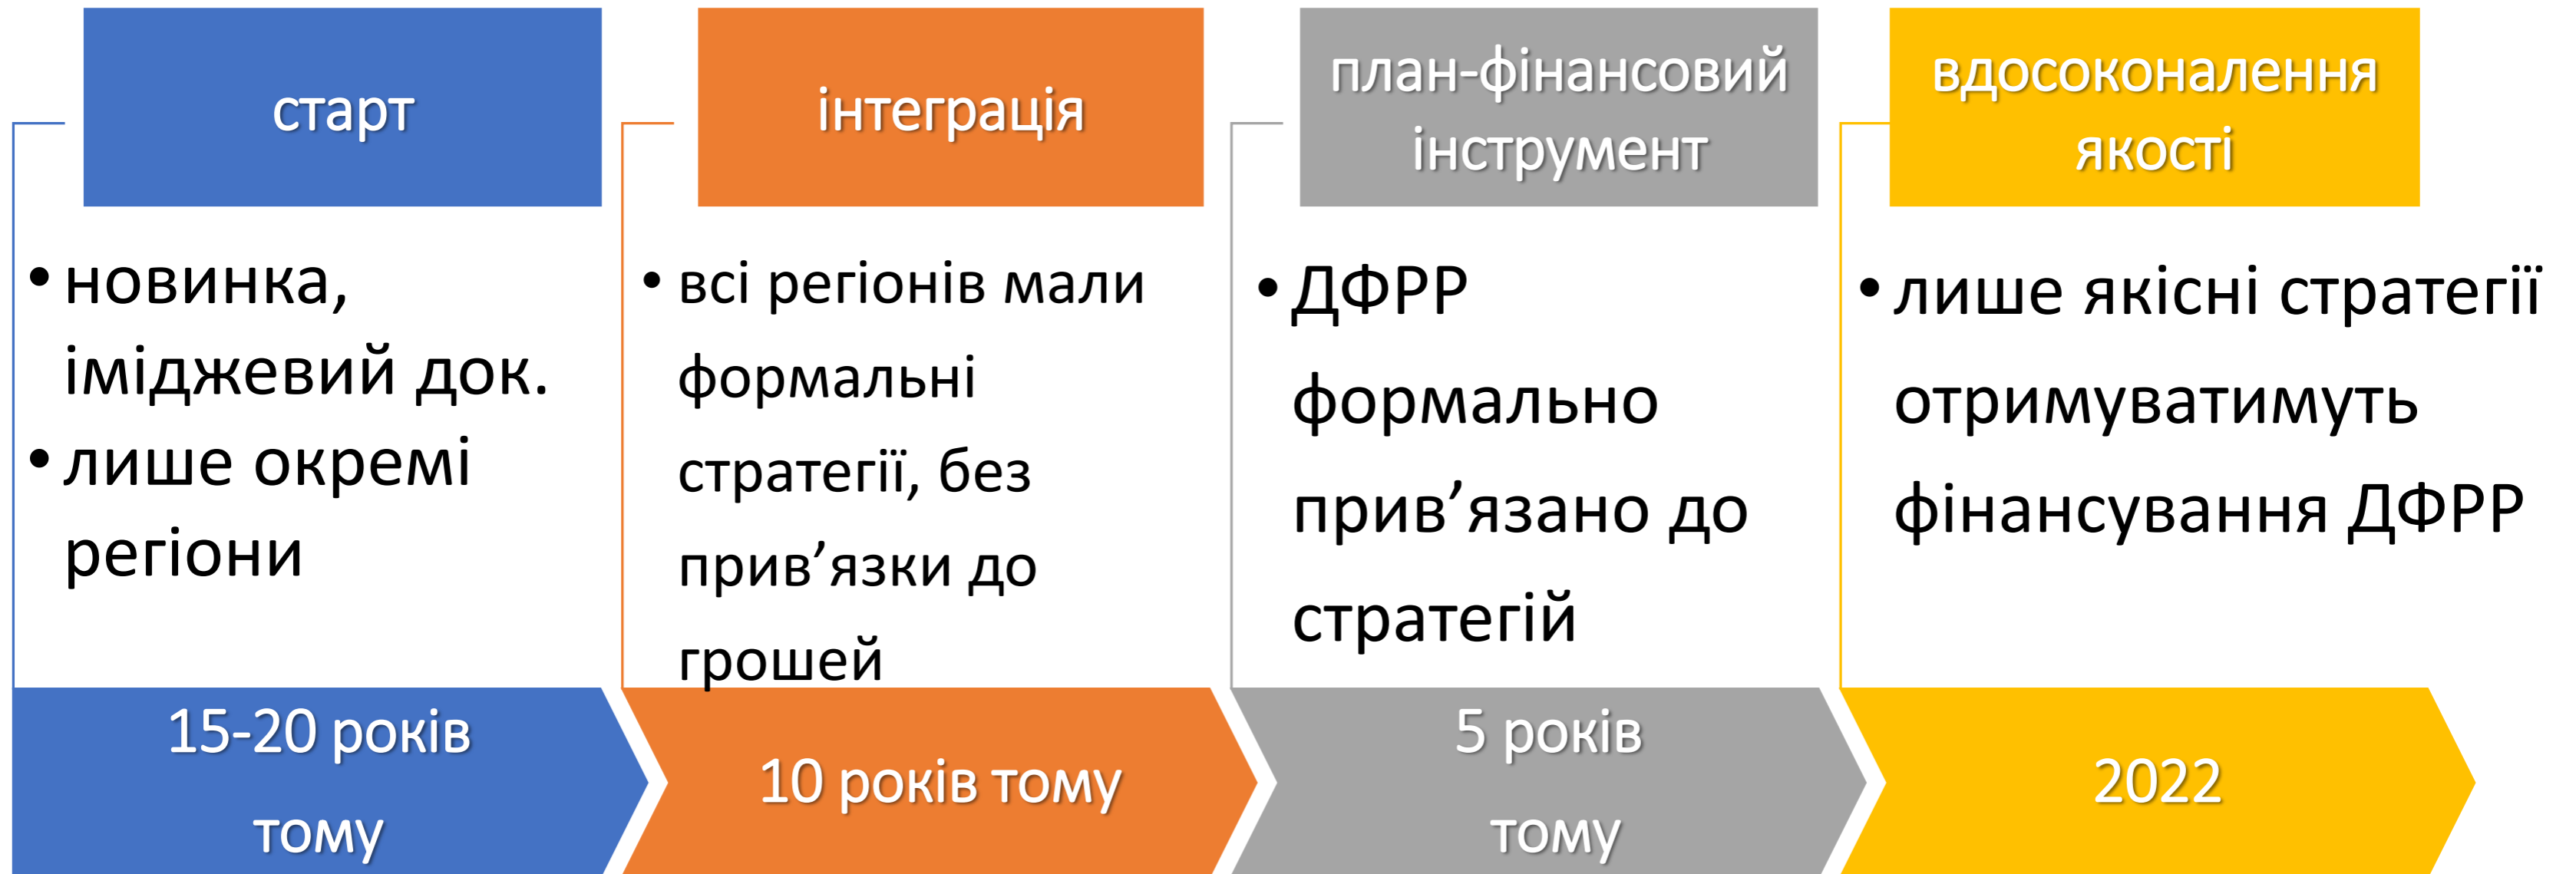 старт
• новинка,
іміджевий док.
• лише окремі
регіони
15-20 років
тому
інтеграція
• всі регіонів мали
формальні
стратегії, без
прив’язки до
грошей
10 років тому
план-фінансовий
інструмент
• ДФРР
формально
прив’язано до
стратегій
5 років
тому
вдосоконалення
якості
• лише якісні стратегії
отримуватимуть
фінансування ДФРР
2022